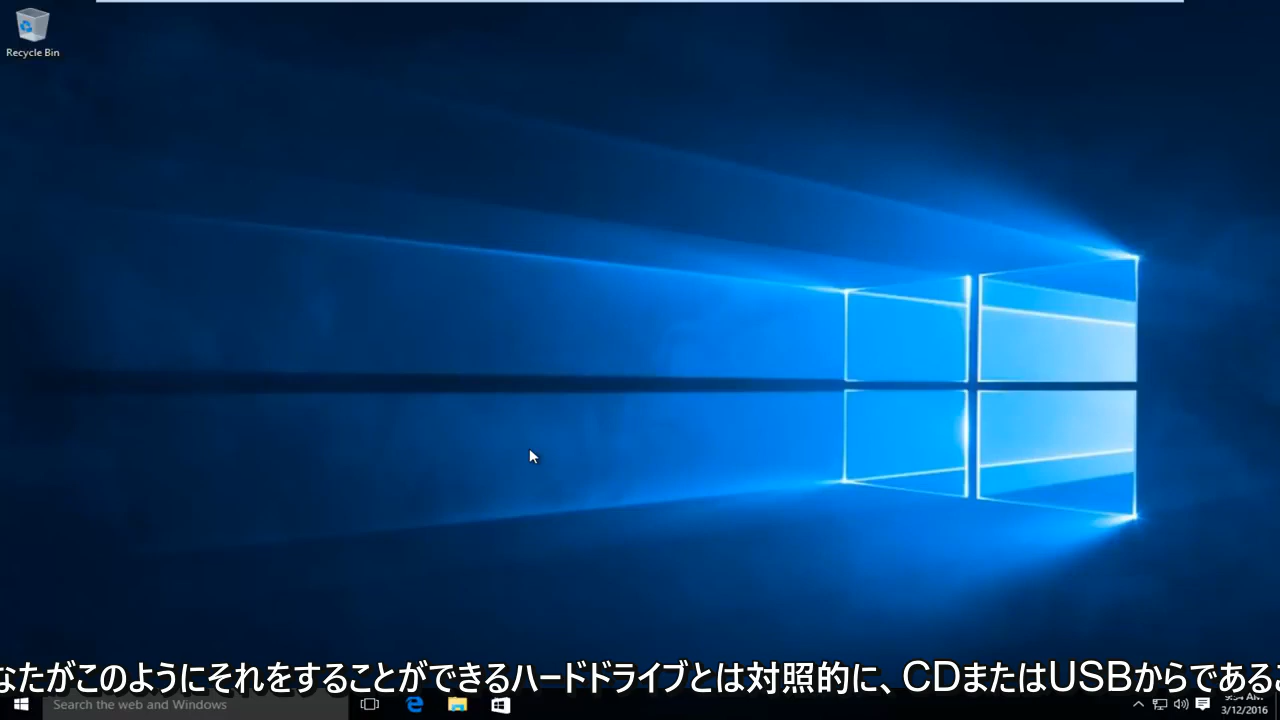 Recycle Bin
なたがこのようにそれをすることができるハードドライブとは対照的に、CDまたはUSBからである
Search the web and Windows
3/12/2016